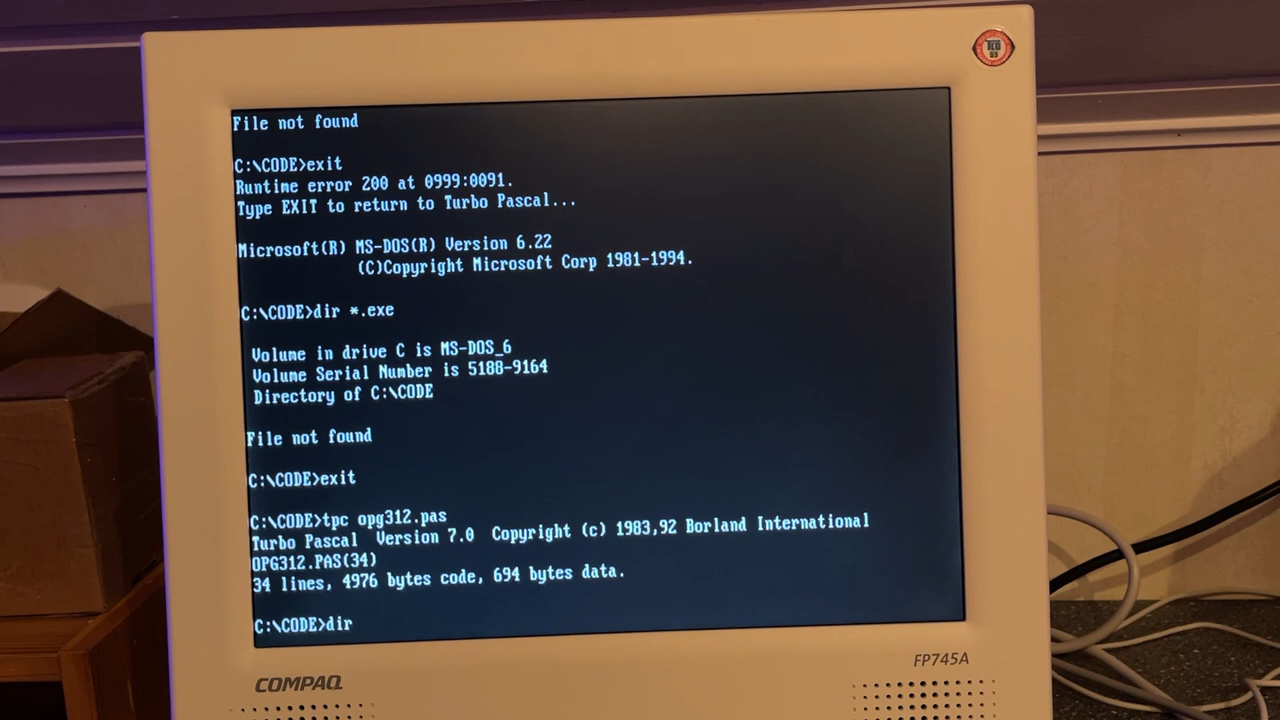 TCO
99
File not found
C:\CODE>exit
Runtime error 200 at 0999:0091.
Type EXIT to return to Turbo Pascal...
Microsoft(R) MS-DOS(R) Version 6.22
(C)Copyright Microsoft Corp 1981-1994.
C:\CODE>dir *.exe
Volume in drive C is MS-DOS_6
Volume Serial Number is 5188-9164
Directory of C:\CODE
File not found
C:\CODE>exit
C:\CODE>tpc opg312.pas
Turbo Pascal  Version 7.0  Copyright (c) 1983,92 Borland International
OPG312.PAS(34)
34 lines, 4976 bytes code, 694 bytes data.
C:\CODE>dir
COMPAQ
FP745A